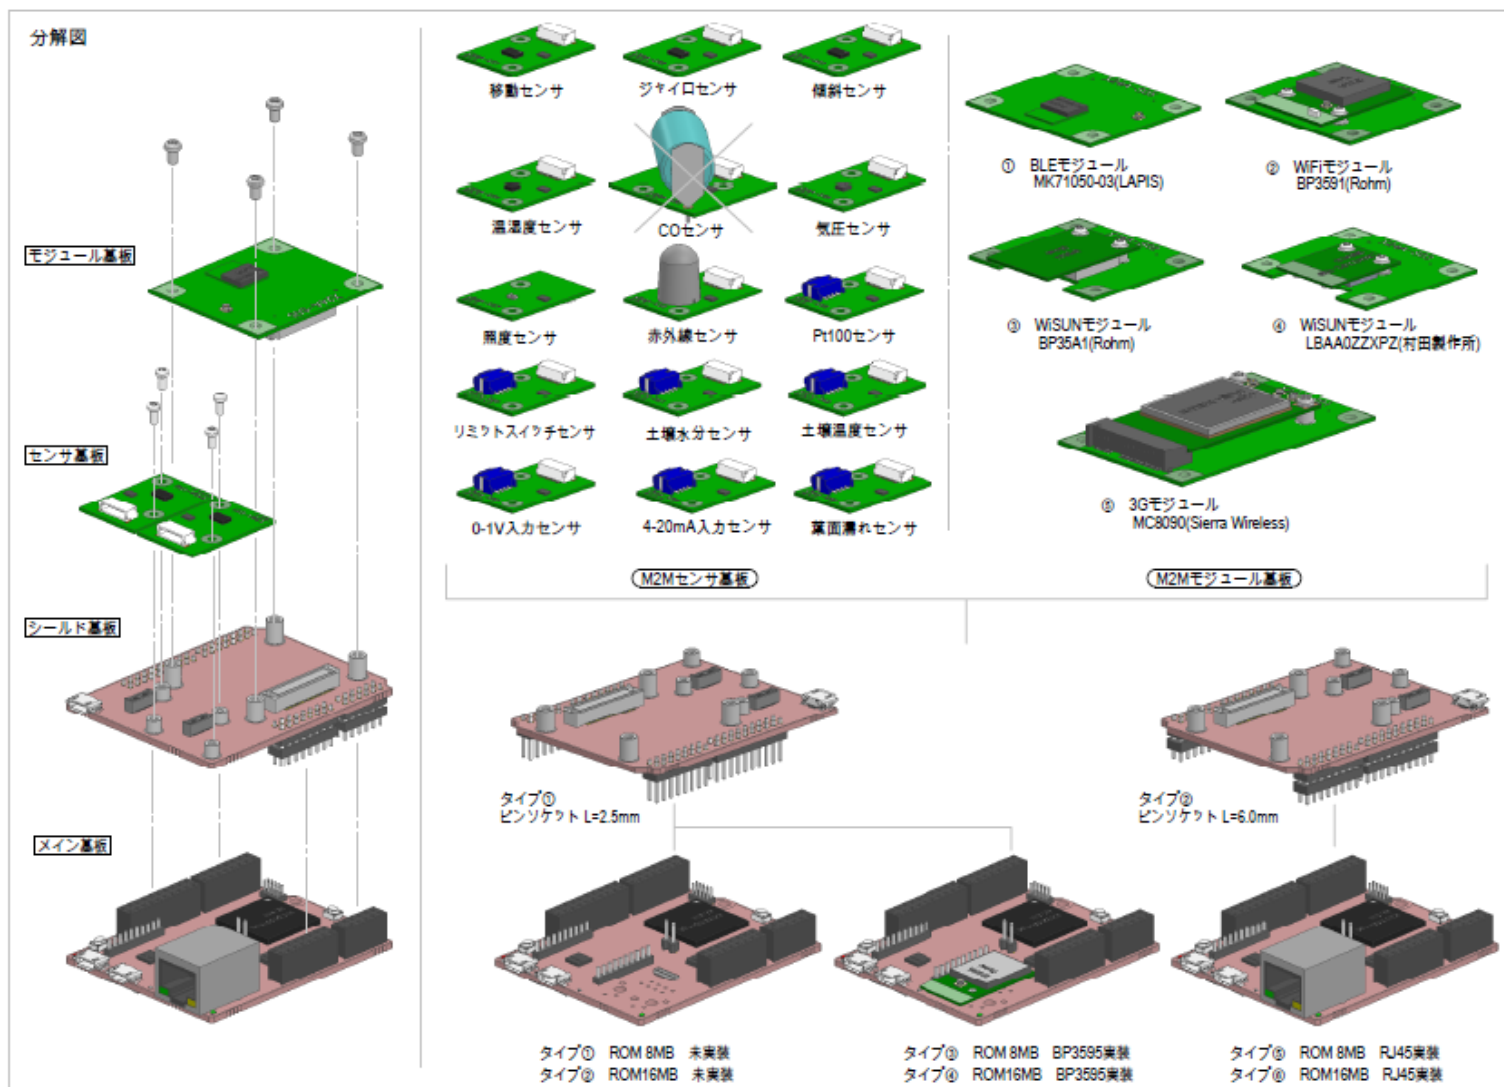 分解図
モジュール基板
センサ基板
シールド基板
メイン基板
移動センサ
ジャイロセンサ
傾斜センサ
温湿度センサ
COセンサ
気圧センサ
照度センサ
赤外線センサ
Pt100センサ
リミットスイッチセンサ
土壌水分センサ
土壌温度センサ
0-1V入力センサ
4-20mA入力センサ
葉面濡れセンサ
M2Mセンサ基板
① BLEモジュール
MK71050-03(LAPIS)
② WiFiモジュール
BP3591(Rohm)
③ WiSUNモジュール
BP35A1(Rohm)
④ WiSUNモジュール
LBAA0ZZXPZ(村田製作所)
⑤ 3Gモジュール
MC8090(Sierra Wireless)
M2Mモジュール基板
タイプ①
ピンソケット L=2.5mm
タイプ②
ピンソケット L=6.0mm
タイプ① ROM 8MB 未実装
タイプ② ROM16MB 未実装
タイプ③ ROM 8MB BP3595実装
タイプ④ ROM16MB BP3595実装
タイプ⑤ ROM 8MB RJ45実装
タイプ⑥ ROM16MB RJ45実装